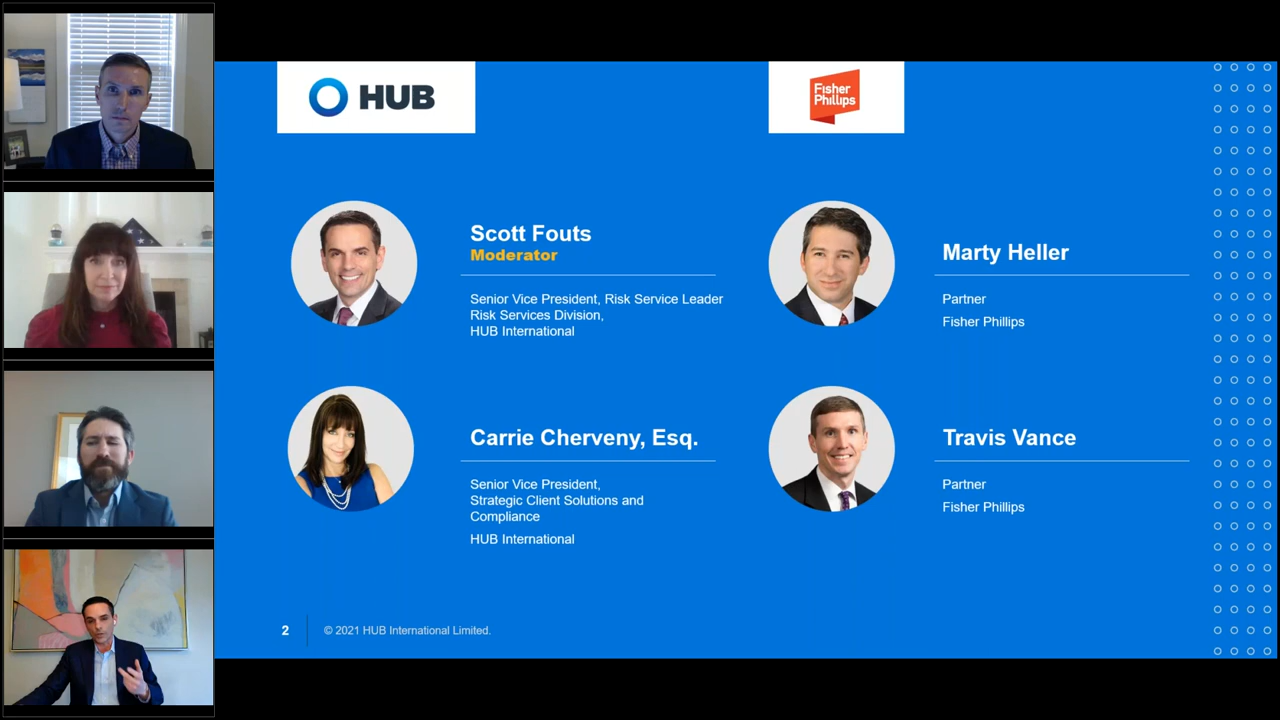 HUB
Fisher
Phillips
Scott Fouts
Moderator
Senior Vice President, Risk Service Leader
Risk Services Division,
HUB International
Marty Heller
Partner
Fisher Phillips
Carrie Cherveny, Esq.
Senior Vice President,
Strategic Client Solutions and
Compliance
HUB International
Travis Vance
Partner
Fisher Phillips
2
© 2021 HUB International Limited.